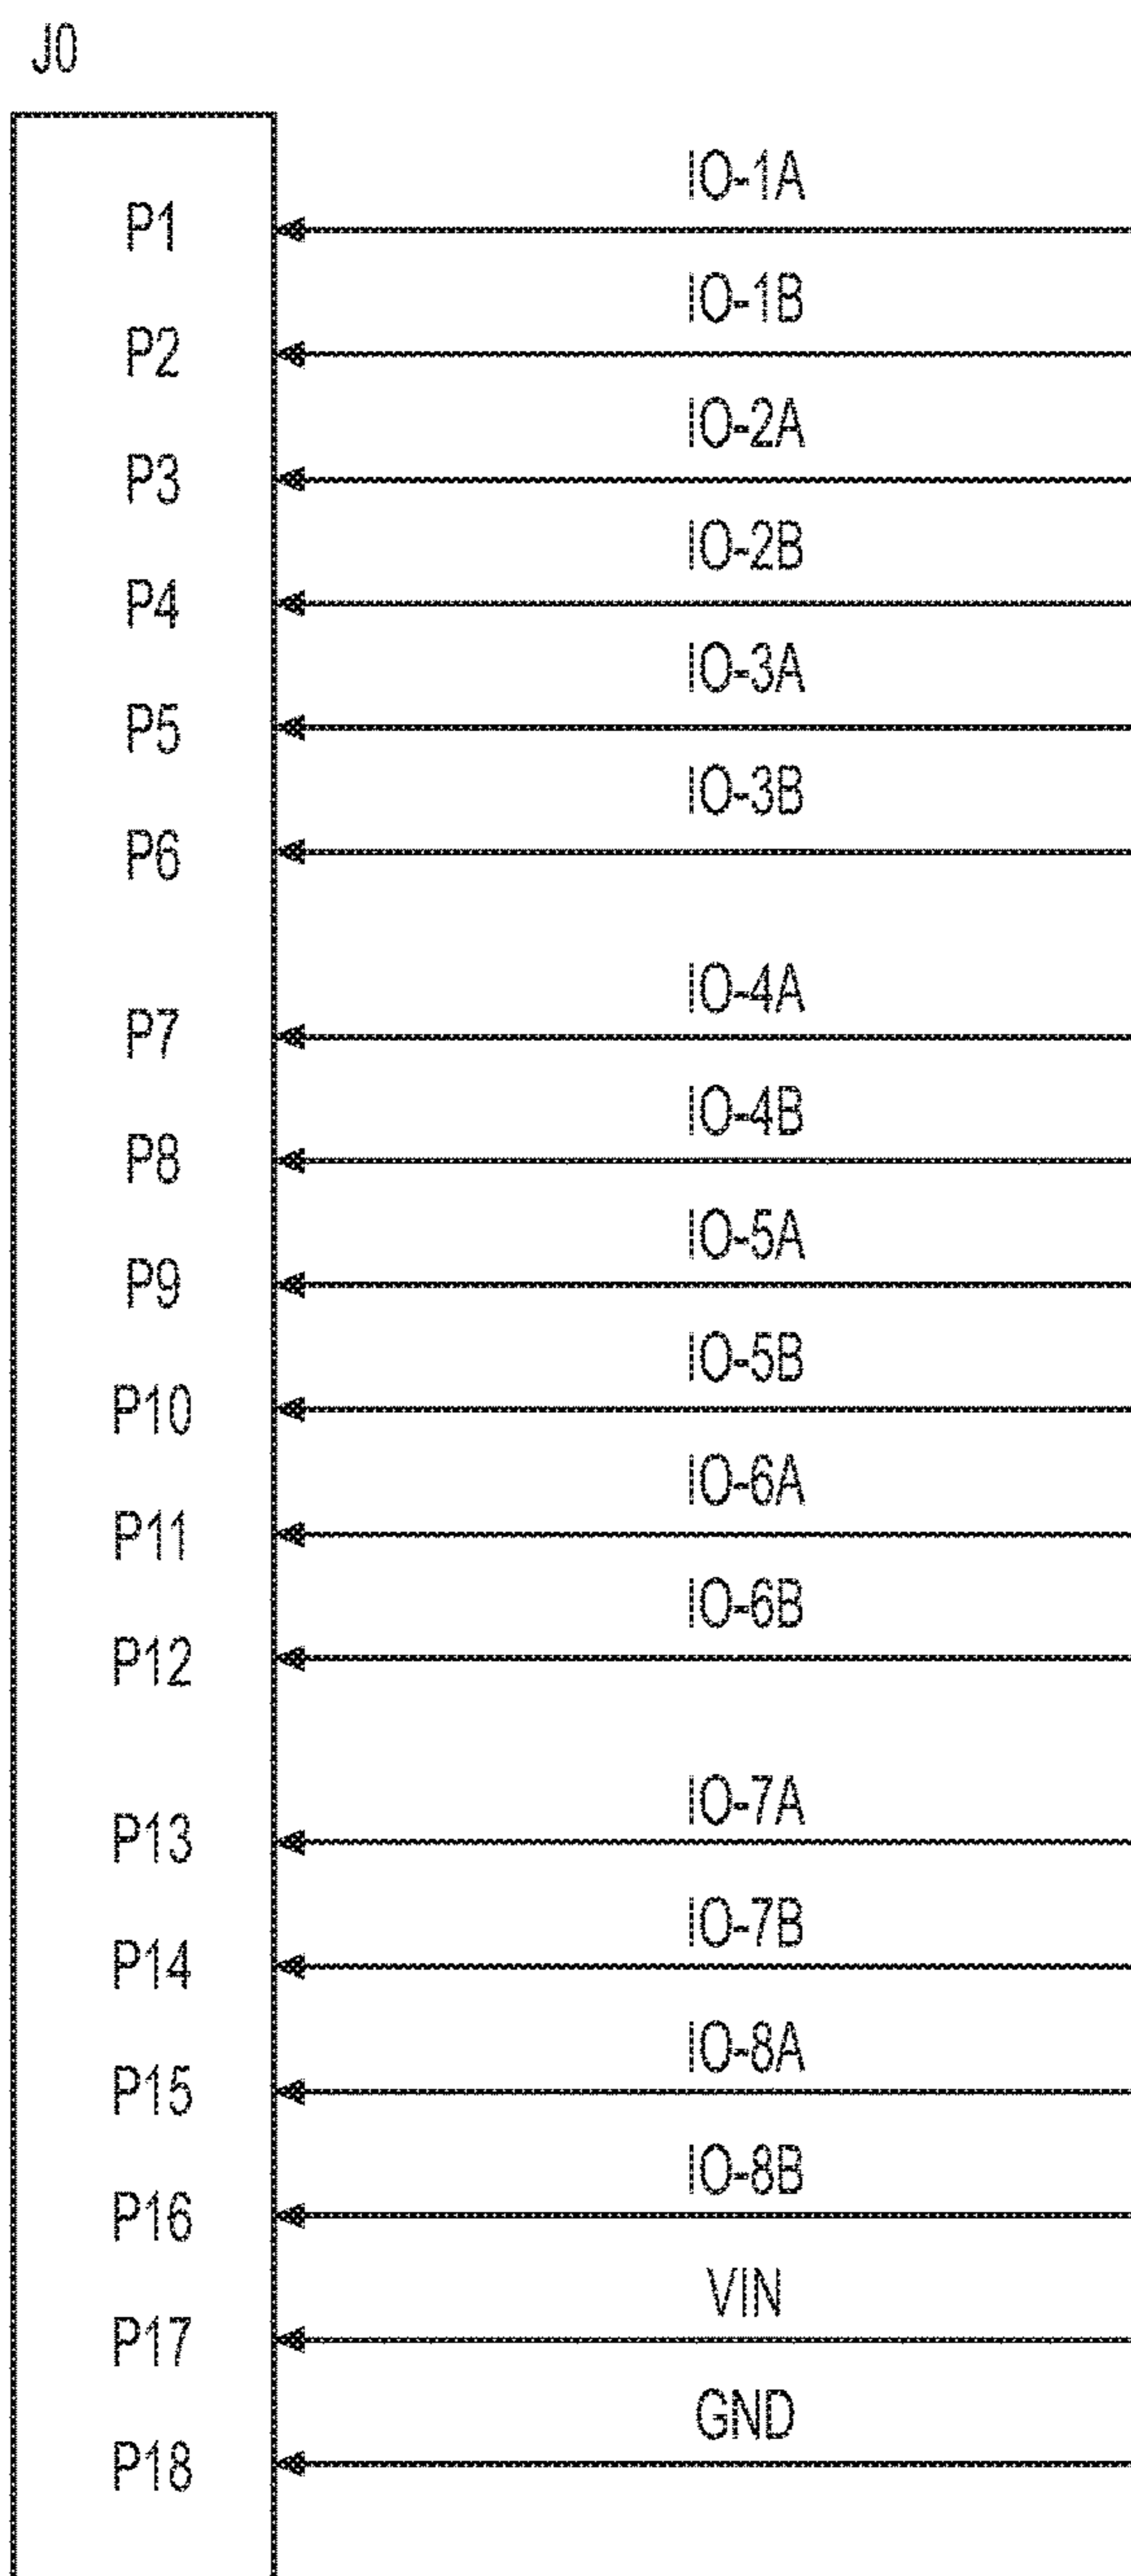 J0
IO-1A
P1
IO-1B
P2
IO-2A
P3
IO-2B
P4
IO-3A
P5
IO-3B
P6
IO-4A
P7
IO-4B
P8
IO-5A
P9
IO-5B
P10
IO-6A
P11
IO-6B
P12
IO-7A
P13
IO-7B
P14
IO-8A
P15
IO-8B
P16
VIN
P17
GND
P18